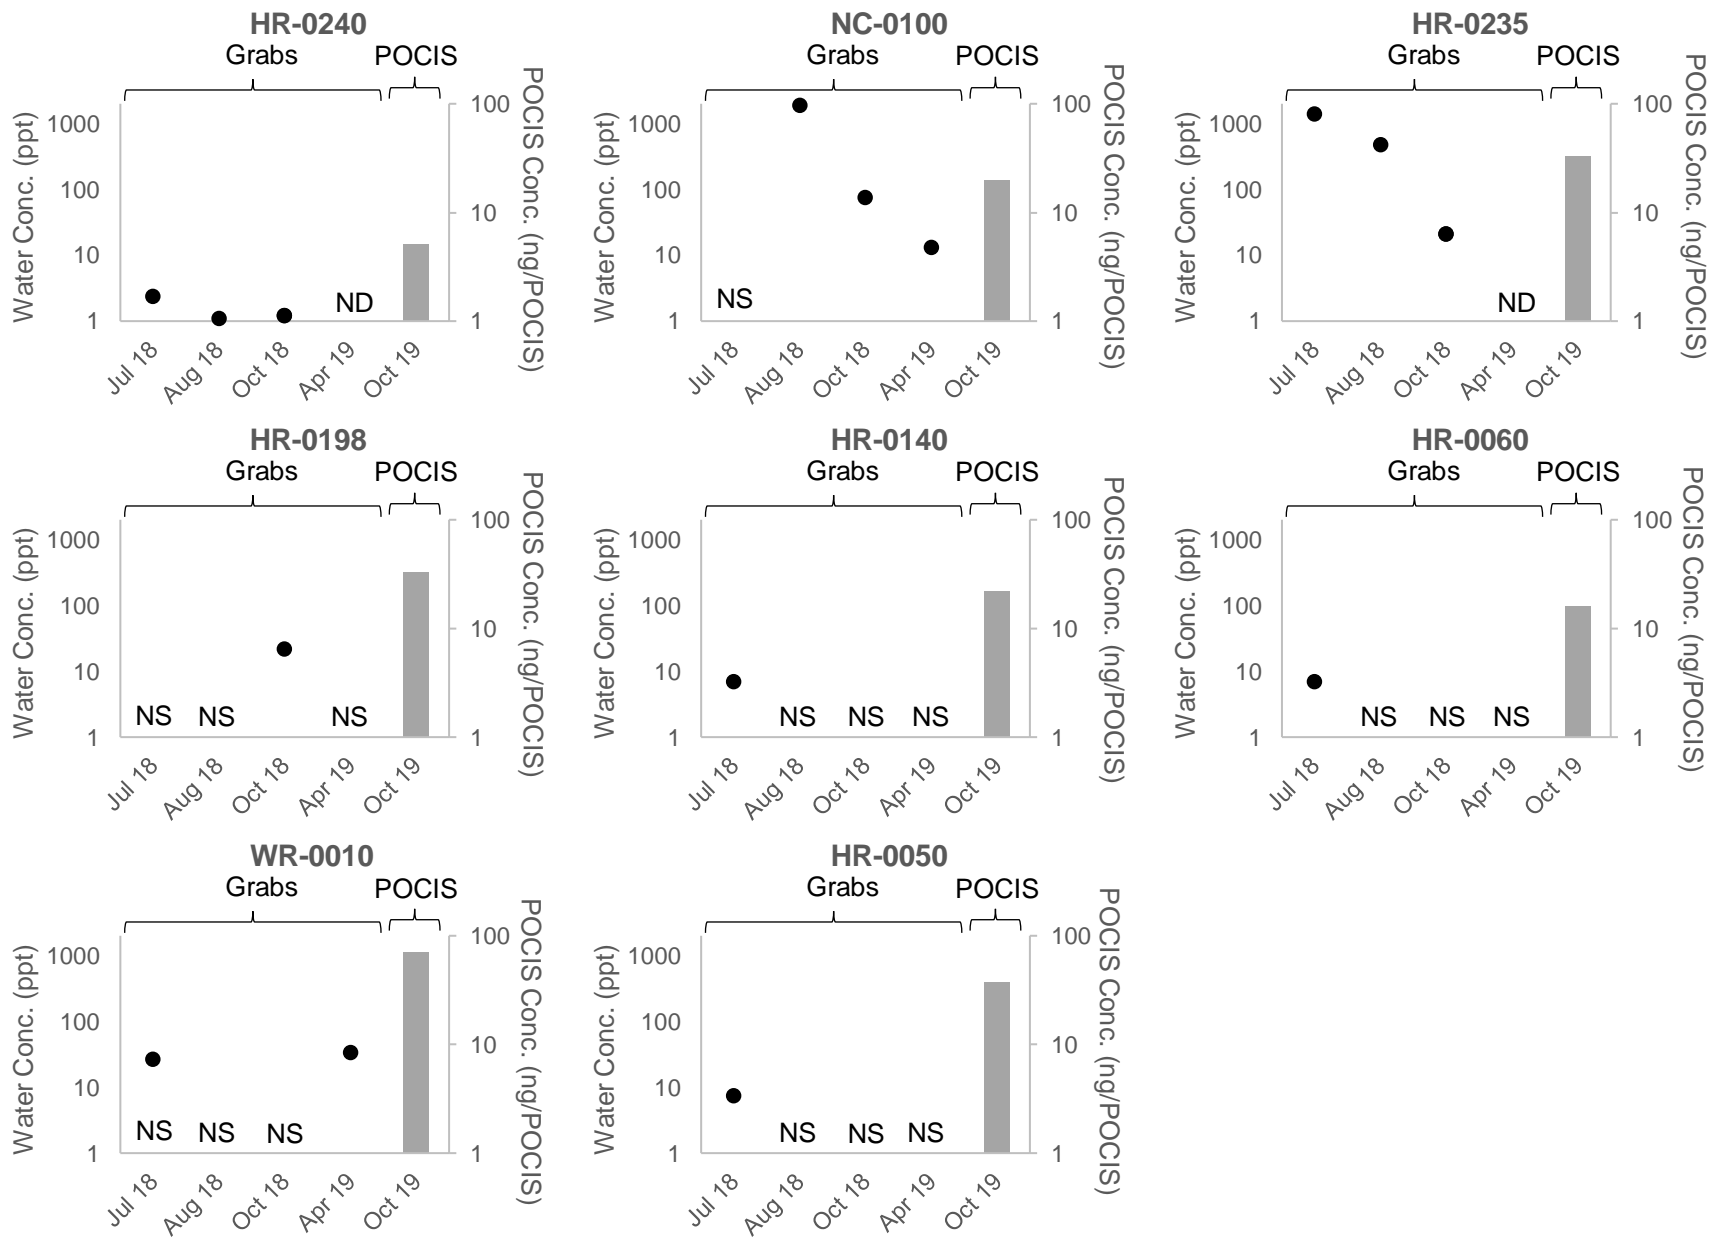 HR-0240
Grabs POCIS
Water Conc. (ppt)
1000
100
10
1
ND
100
10
1
POCIS Conc. (ng/POCIS)
Jul 18 Aug 18 Oct 18 Apr 19 Oct 19
NC-0100
Grabs POCIS
Water Conc. (ppt)
1000
100
10
1
NS
100
10
1
POCIS Conc. (ng/POCIS)
Jul 18 Aug 18 Oct 18 Apr 19 Oct 19
HR-0235
Grabs POCIS
Water Conc. (ppt)
1000
100
10
1
ND
100
10
1
POCIS Conc. (ng/POCIS)
Jul 18 Aug 18 Oct 18 Apr 19 Oct 19
HR-0198
Grabs POCIS
Water Conc. (ppt)
1000
100
10
1
NS NS NS
100
10
1
POCIS Conc. (ng/POCIS)
Jul 18 Aug 18 Oct 18 Apr 19 Oct 19
HR-0140
Grabs POCIS
Water Conc. (ppt)
1000
100
10
1
NS NS NS
100
10
1
POCIS Conc. (ng/POCIS)
Jul 18 Aug 18 Oct 18 Apr 19 Oct 19
HR-0060
Grabs POCIS
Water Conc. (ppt)
1000
100
10
1
NS NS NS
100
10
1
POCIS Conc. (ng/POCIS)
Jul 18 Aug 18 Oct 18 Apr 19 Oct 19
WR-0010
Grabs POCIS
Water Conc. (ppt)
1000
100
10
1
NS NS NS
100
10
1
POCIS Conc. (ng/POCIS)
Jul 18 Aug 18 Oct 18 Apr 19 Oct 19
HR-0050
Grabs POCIS
Water Conc. (ppt)
1000
100
10
1
NS NS NS
100
10
1
POCIS Conc. (ng/POCIS)
Jul 18 Aug 18 Oct 18 Apr 19 Oct 19